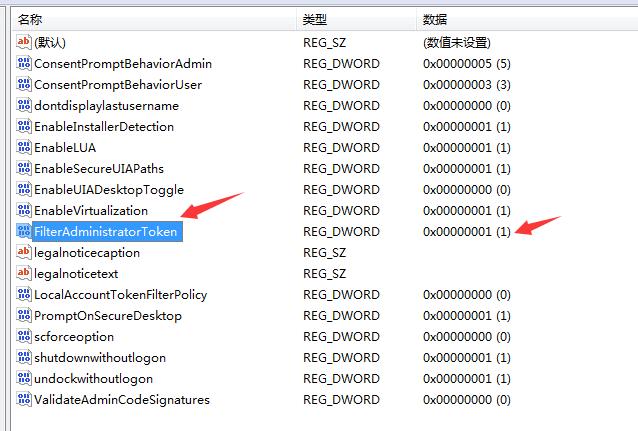 名称 类型 数据
(默认) REG_SZ (数值未设置)
ConsentPromptBehaviorAdmin REG_DWORD 0x00000005 (5)
ConsentPromptBehaviorUser REG_DWORD 0x00000003 (3)
dontdisplaylastusername REG_DWORD 0x00000000 (0)
EnableInstallerDetection REG_DWORD 0x00000001 (1)
EnableLUA REG_DWORD 0x00000001 (1)
EnableSecureUIAPaths REG_DWORD 0x00000001 (1)
EnableUIADesktopToggle REG_DWORD 0x00000000 (0)
EnableVirtualization REG_DWORD 0x00000001 (1)
FilterAdministratorToken REG_DWORD 0x00000001 (1)
legalnoticecaption REG_SZ
legalnoticetext REG_SZ
LocalAccountTokenFilterPolicy REG_DWORD 0x00000000 (0)
PromptOnSecureDesktop REG_DWORD 0x00000001 (1)
scforceoption REG_DWORD 0x00000000 (0)
shutdownwithoutlogon REG_DWORD 0x00000001 (1)
undockwithoutlogon REG_DWORD 0x00000001 (1)
ValidateAdminCodeSignatures REG_DWORD 0x00000000 (0)